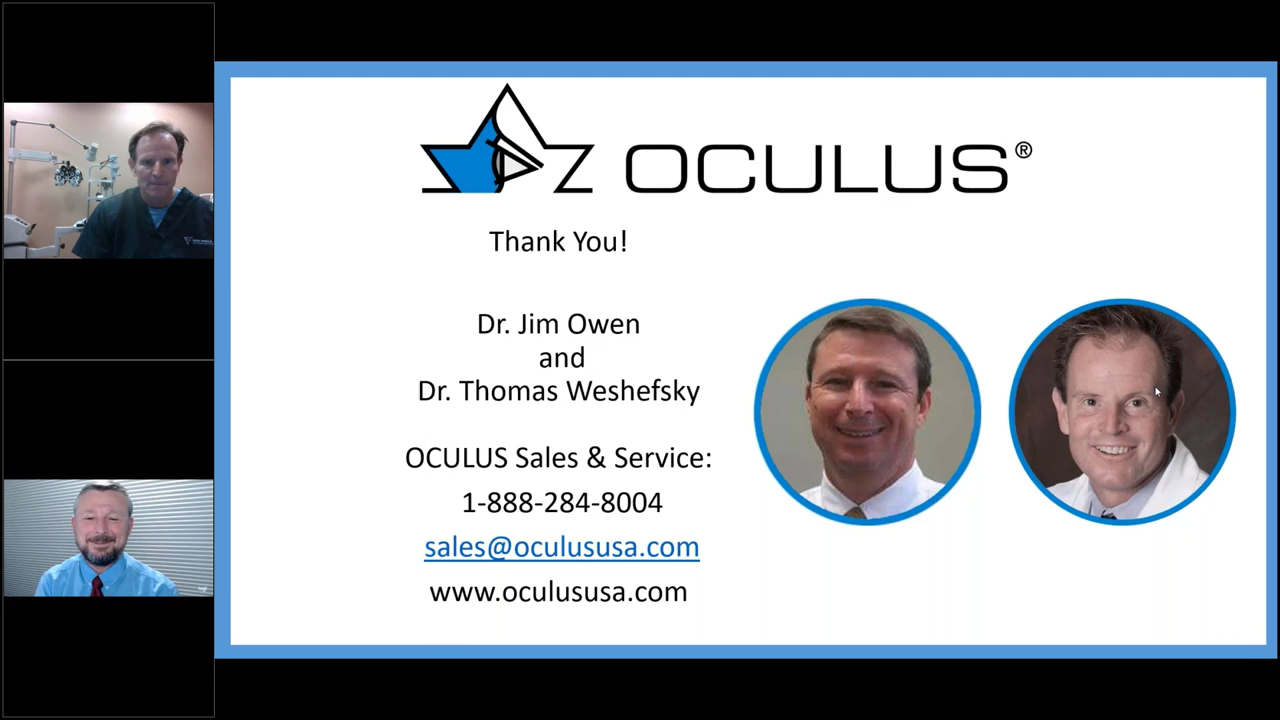 OCULUS®
Thank You!
Dr. Jim Owen
and
Dr. Thomas Weshefsky
OCULUS Sales & Service:
1-888-284-8004
sales@oculususa.com
www.oculususa.com